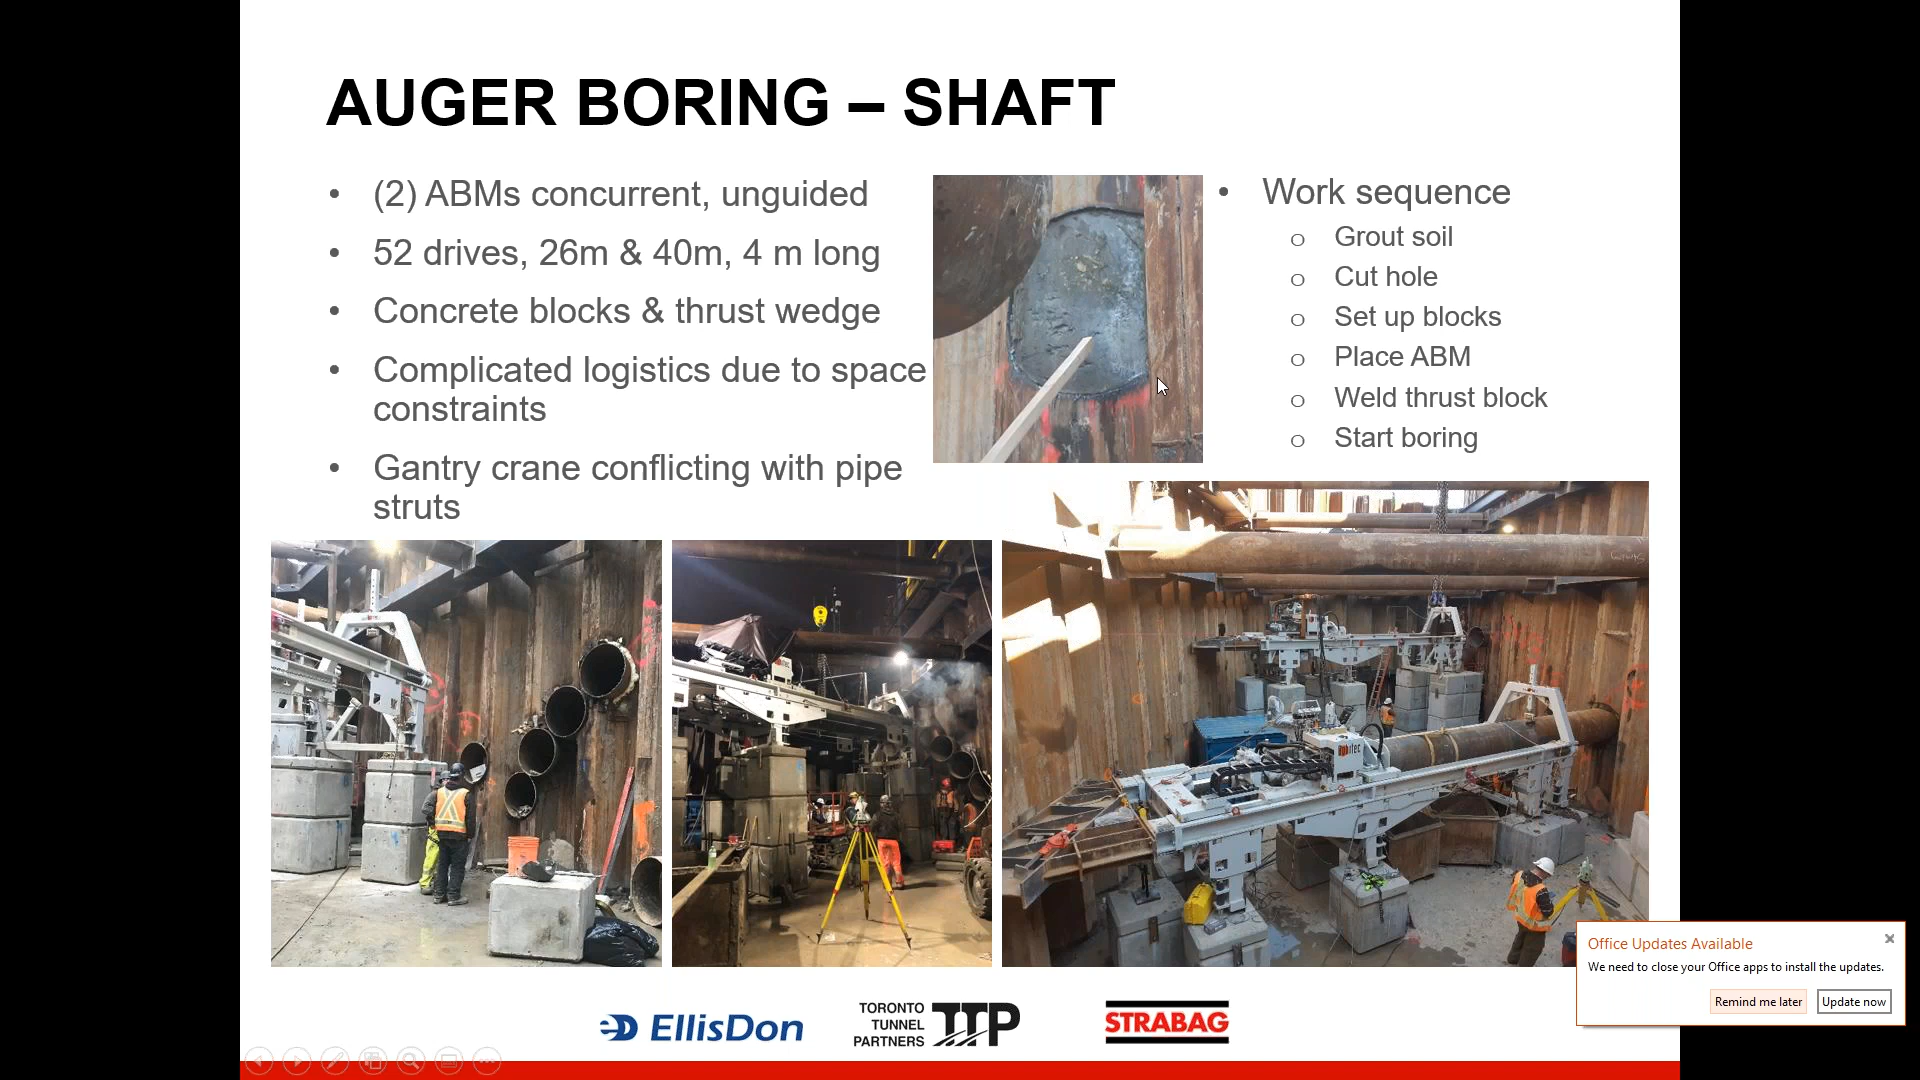 AUGER BORING – SHAFT
• (2) ABMs concurrent, unguided
• 52 drives, 26m & 40m, 4 m long
• Concrete blocks & thrust wedge
• Complicated logistics due to space
constraints
• Gantry crane conflicting with pipe
struts
• Work sequence
o Grout soil
o Cut hole
o Set up blocks
o Place ABM
o Weld thrust block
o Start boring
EllisDon
TORONTO
TUNNEL
PARTNERS
TTP
STRABAG
Office Updates Available
We need to close your Office apps to install the updates.
Remind me later
Update now